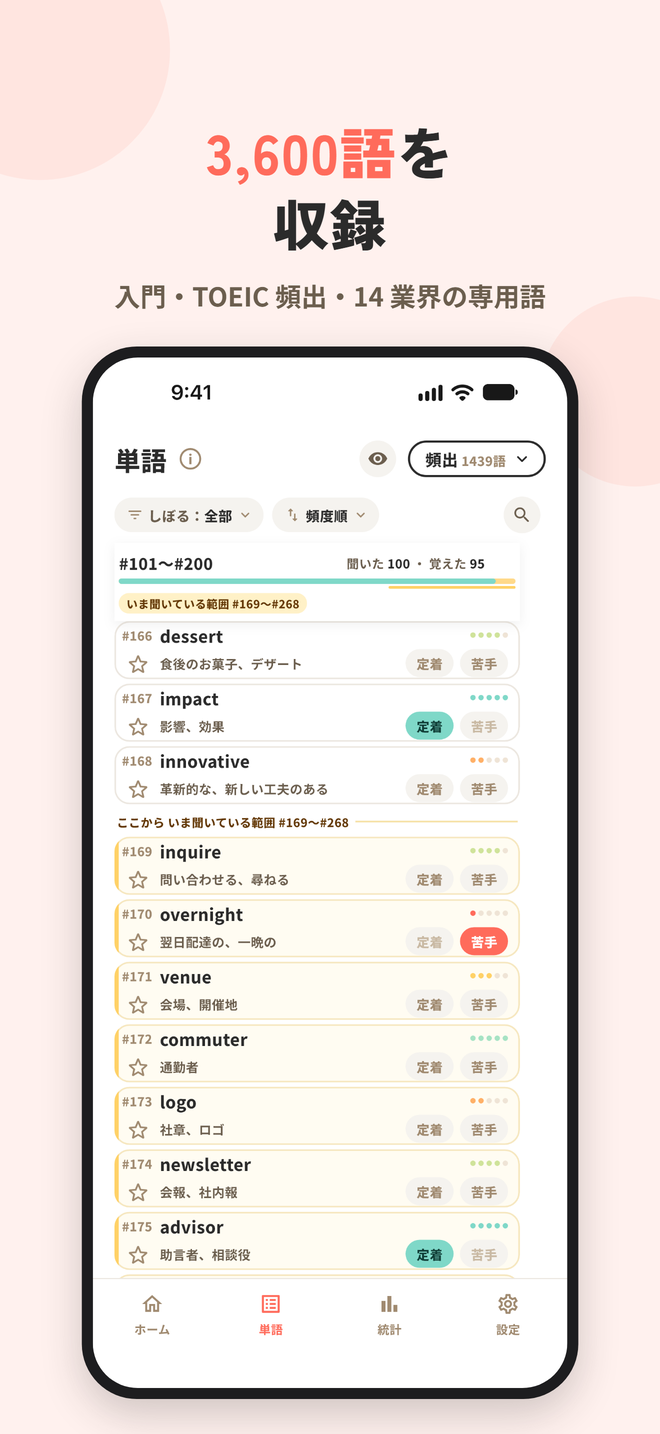 3,600語を
収録
入門・TOEIC 頻出・14 業界の専用語
9:41
単語
頻出 1439語
しぼる：全部
頻度順
#101〜#200
聞いた 100 ・ 覚えた 95
いま聞いている範囲 #169〜#268
#166 dessert
食後のお菓子、デザート 定着 苦手
#167 impact
影響、効果 定着 苦手
#168 innovative
革新的な、新しい工夫のある 定着 苦手
ここから いま聞いている範囲 #169〜#268
#169 inquire
問い合わせる、尋ねる 定着 苦手
#170 overnight
翌日配達の、一晩の 定着 苦手
#171 venue
会場、開催地 定着 苦手
#172 commuter
通勤者 定着 苦手
#173 logo
社章、ロゴ 定着 苦手
#174 newsletter
会報、社内報 定着 苦手
#175 advisor
助言者、相談役 定着 苦手
ホーム 単語 統計 設定